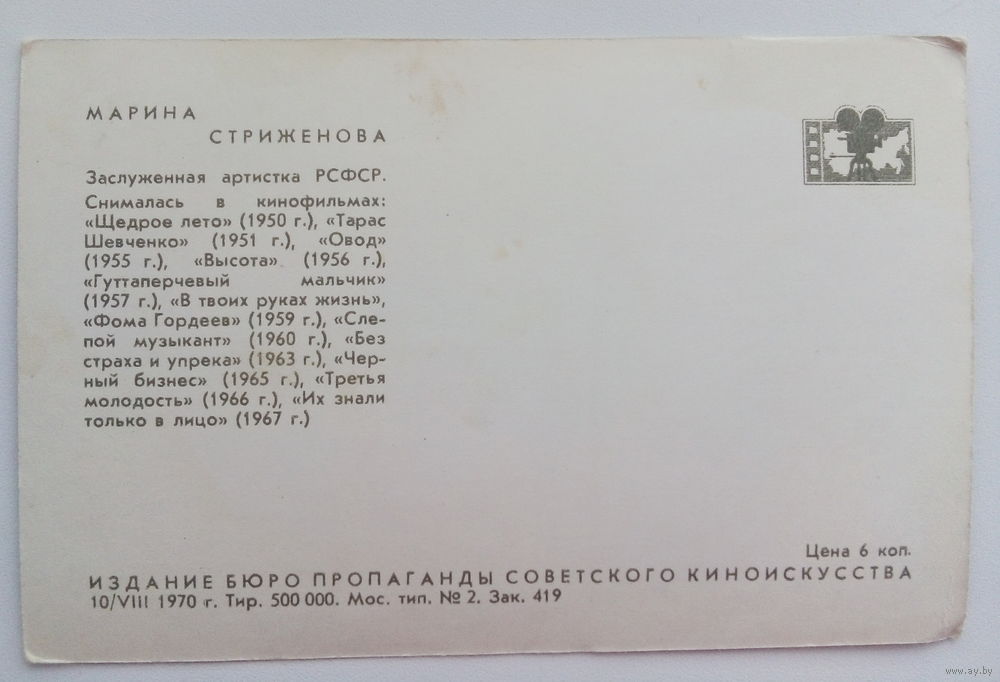 МАРИНА
СТРИЖЕНОВА
Заслуженная артистка РСФСР.
Снималась в кинофильмах:
«Щедрое лето» (1950 г.), «Тарас
Шевченко» (1951 г.), «Овод»
(1955 г.), «Высота» (1956 г.),
«Гуттаперчевый мальчик»
(1957 г.), «В твоих руках жизнь»,
«Фома Гордеев» (1959 г.), «Сле-
пой музыкант» (1960 г.), «Без
страха и упрека» (1963 г.), «Чер-
ный бизнес» (1965 г.), «Третья
молодость» (1966 г.), «Их знали
только в лицо» (1967 г.)
Цена 6 коп.
ИЗДАНИЕ БЮРО ПРОПАГАНДЫ СОВЕТСКОГО КИНОИСКУССТВА
10/VIII 1970 г. Тир. 500 000. Мос. тип. № 2. Зак. 419
www.ay.by